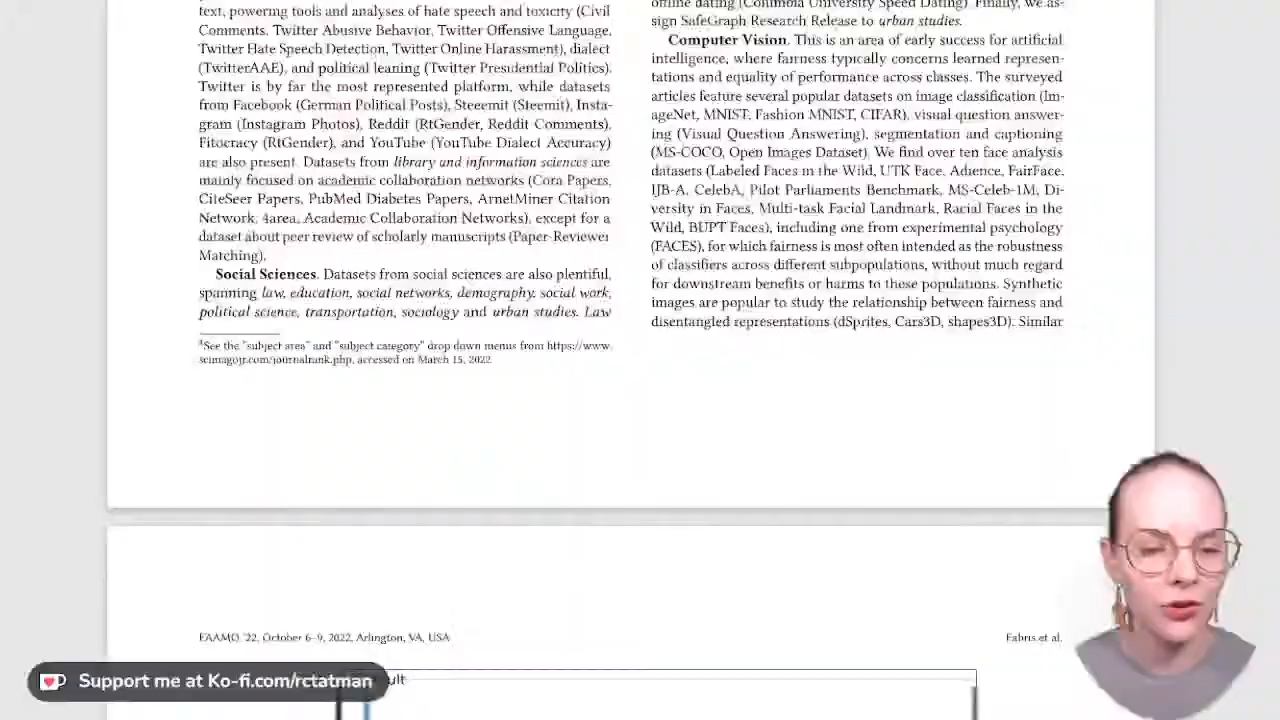 text, powering tools and analyses of hate speech and toxicity (Civil
Comments, Twitter Abusive Behavior, Twitter Offensive Language,
Twitter Hate Speech Detection, Twitter Online Harassment), dialect
(TwitterAAE), and political leaning (Twitter Presidential Politics).
Twitter is by far the most represented platform, while datasets
from Facebook (German Political Posts), Steeemit (Steemit), Insta-
gram (Instagram Photos), Reddit (RtGender, Reddit Comments),
Fitocracy (RtGender), and YouTube (YouTube Dialect Accuracy)
are also present. Datasets from library and information sciences are
mainly focused on academic collaboration networks (Cora Papers,
CiteSeer Papers, PubMed Diabetes Papers, ArnetMiner Citation
Network, 4area, Academic Collaboration Networks), except for a
dataset about peer review of scholarly manuscripts (Paper-Reviewer
Matching).
Social Sciences. Datasets from social sciences are also plentiful,
spanning law, education, social networks, demography, social work,
political science, transportation, sociology and urban studies. Law
4See the "subject area" and "subject category" drop down menus from https://www.
scimagojr.com/journalrank.php, accessed on March 15, 2022
offline dating (Columbia University Speed Dating). Finally, we as-
sign SafeGraph Research Release to urban studies.
Computer Vision. This is an area of early success for artificial
intelligence, where fairness typically concerns learned represen-
tations and equality of performance across classes. The surveyed
articles feature several popular datasets on image classification (Im-
ageNet, MNIST, Fashion MNIST, CIFAR), visual question answer-
ing (Visual Question Answering), segmentation and captioning
(MS-COCO, Open Images Dataset). We find over ten face analysis
datasets (Labeled Faces in the Wild, UTK Face, Adience, FairFace,
IJB-A, CelebA, Pilot Parliaments Benchmark, MS-Celeb-1M, Di-
versity in Faces, Multi-task Facial Landmark, Racial Faces in the
Wild, BUPT Faces), including one from experimental psychology
(FACES), for which fairness is most often intended as the robustness
of classifiers across different subpopulations, without much regard
for downstream benefits or harms to these populations. Synthetic
images are popular to study the relationship between fairness and
disentangled representations (dSprites, Cars3D, shapes3D). Similar
EAAMO '22, October 6–9, 2022, Arlington, VA, USA
Fabris et al.
Support me at Ko-fi.com/rctatman